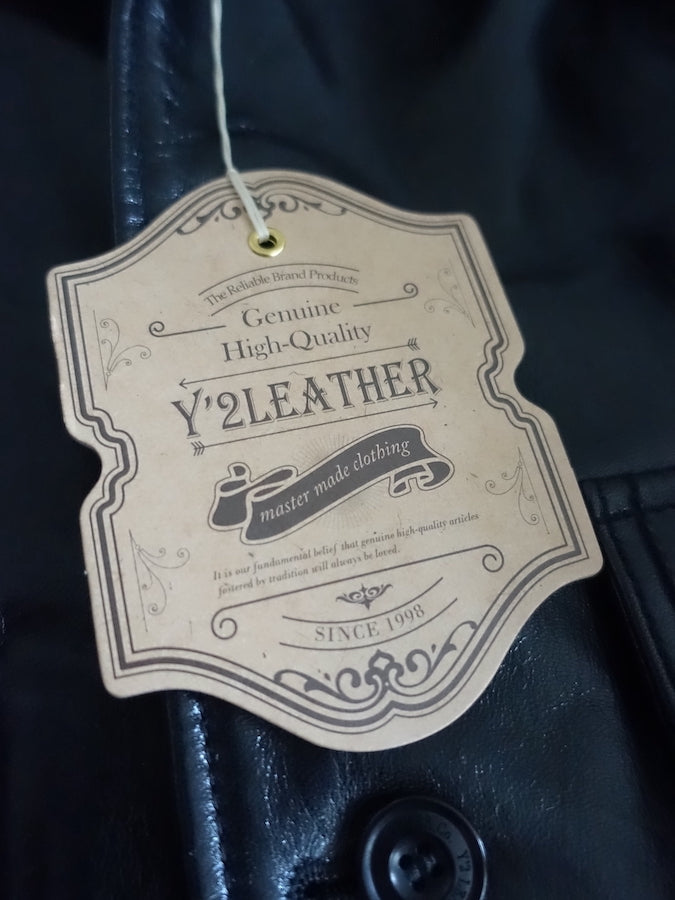 The Reliable Brand Products
Genuine
High-Quality
Y'2LEATHER
master made clothing
It is our fundamental belief that genuine high-quality articles
fostered by tradition will always be loved.
SINCE 1998